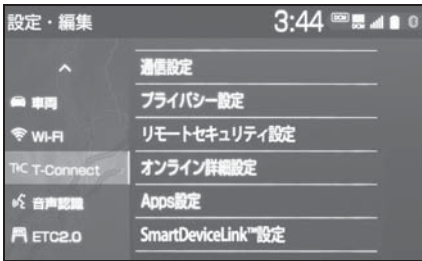 設定・編集
3:44
DCM
通信設定
車両
プライバシー設定
Wi-Fi
リモートセキュリティ設定
T-Connect
オンライン詳細設定
音声認識
Apps設定
ETC2.0
SmartDeviceLink™設定